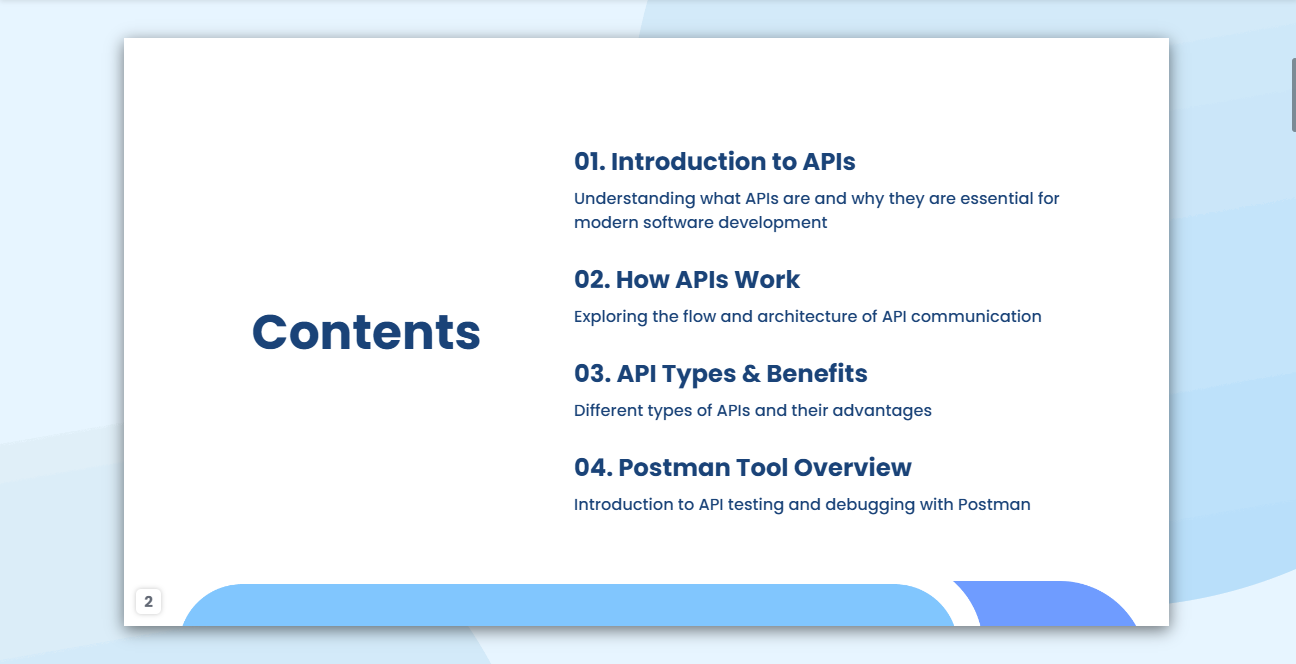 Contents
01. Introduction to APIs
Understanding what APIs are and why they are essential for
modern software development
02. How APIs Work
Exploring the flow and architecture of API communication
03. API Types & Benefits
Different types of APIs and their advantages
04. Postman Tool Overview
Introduction to API testing and debugging with Postman
2